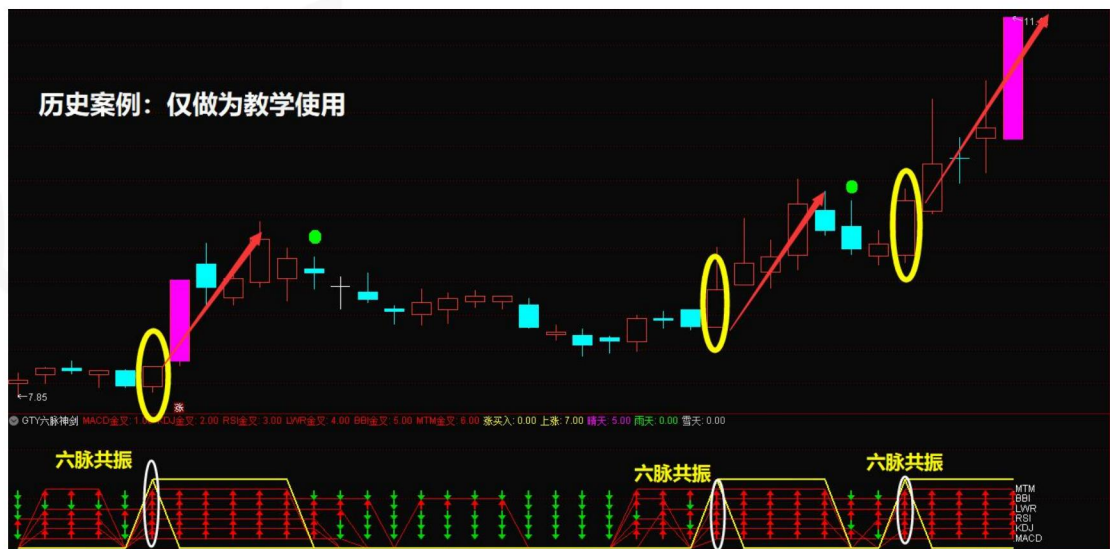 11.
历史案例：仅做为教学使用
←7.85
涨
GTY六脉神剑 MACD金叉: 1.00 KDJ金叉: 2.00 RSI金叉: 3.00 LWR金叉: 4.00 BBI金叉: 5.00 MTM金叉: 6.00 涨买入: 0.00 上涨: 7.00 晴天: 5.00 雨天: 0.00 雪天: 0.00
六脉共振
六脉共振
六脉共振
MTM
BBI
LWR
RSI
KDJ
MACD